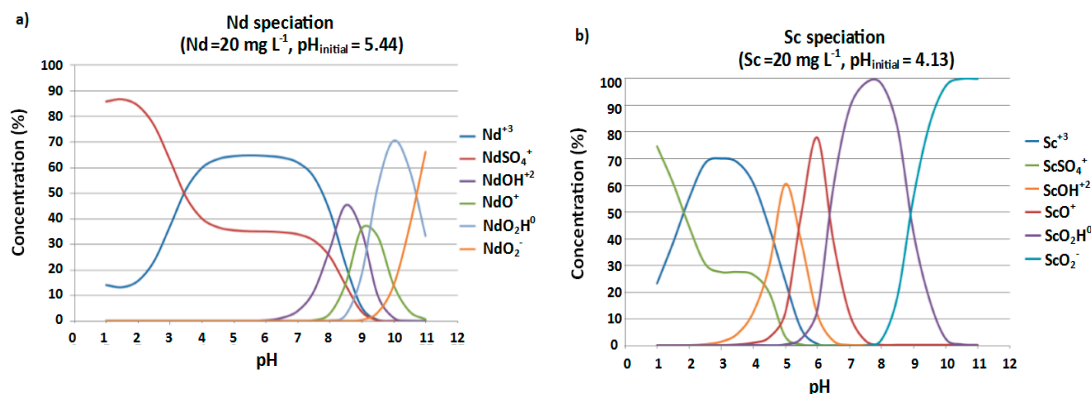 a)
Nd speciation
(Nd =20 mg L⁻¹, pHinitial = 5.44)
Concentration (%)
100
90
80
70
60
50
40
30
20
10
0
0 1 2 3 4 5 6 7 8 9 10 11 12
pH
Nd⁺³
NdSO₄⁺
NdOH⁺²
NdO⁺
NdO₂H⁰
NdO₂⁻
b)
Sc speciation
(Sc =20 mg L⁻¹, pHinitial = 4.13)
Concentration (%)
100
90
80
70
60
50
40
30
20
10
0
0 1 2 3 4 5 6 7 8 9 10 11 12
pH
Sc⁺³
ScSO₄⁺
ScOH⁺²
ScO⁺
ScO₂H⁰
ScO₂⁻